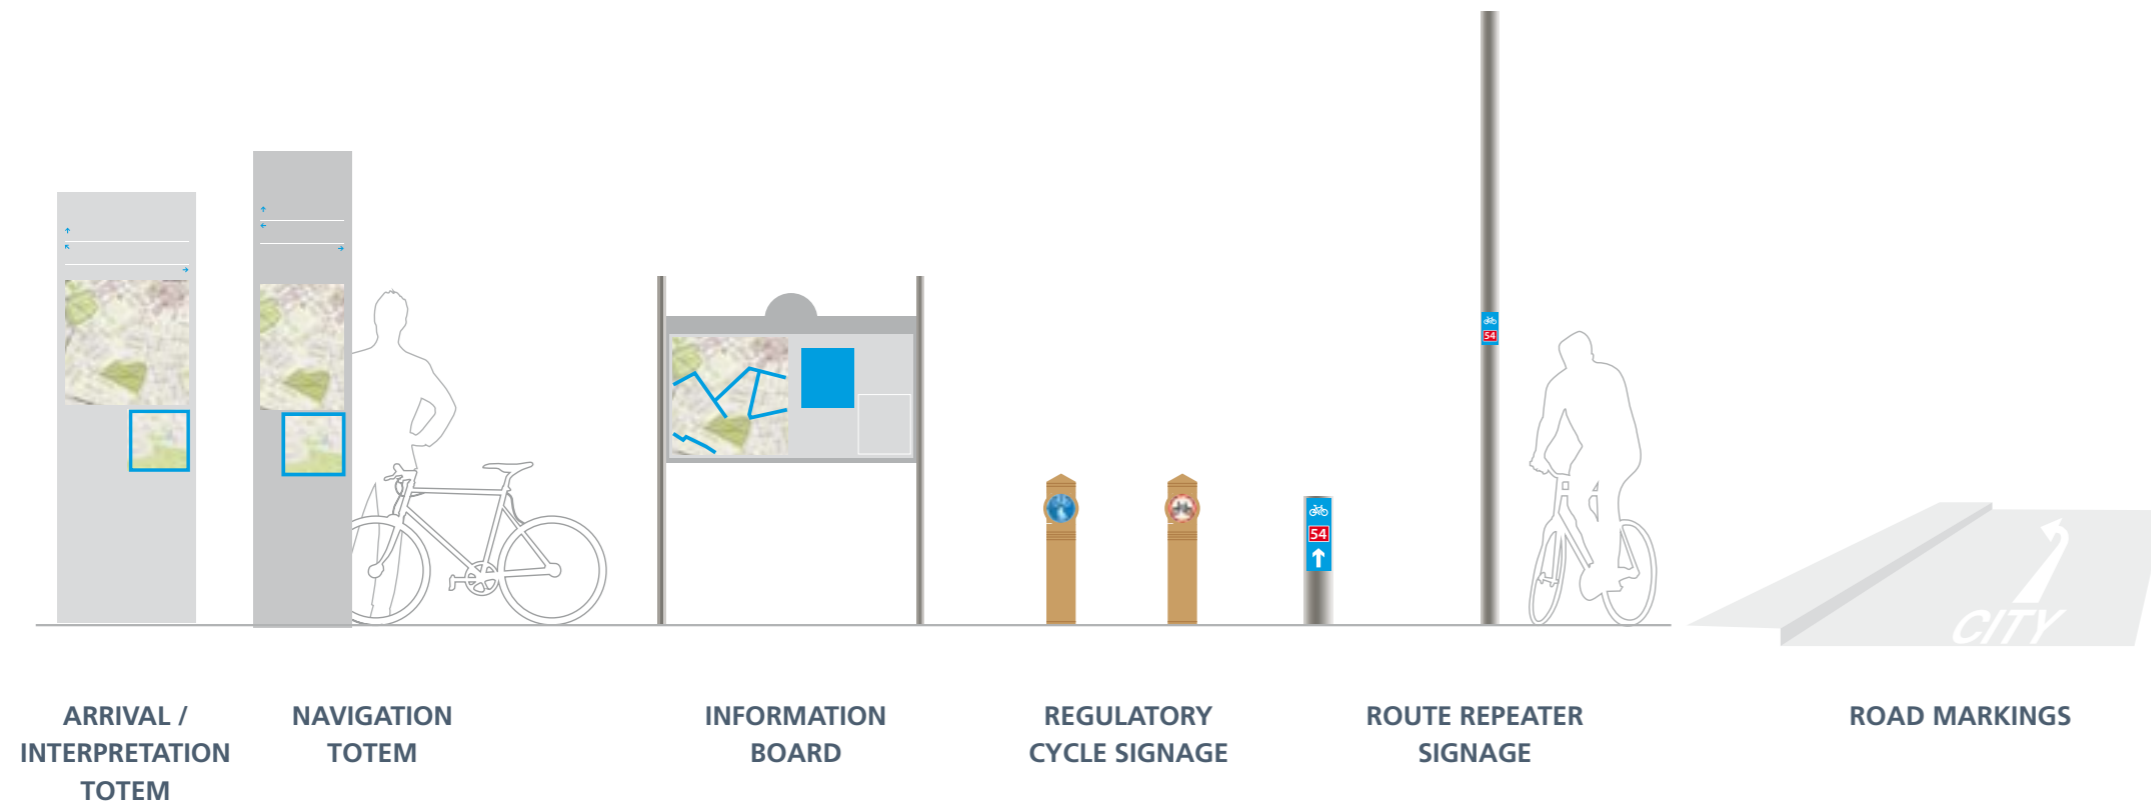 54
54
CITY
ARRIVAL /
INTERPRETATION
TOTEM
NAVIGATION
TOTEM
INFORMATION
BOARD
REGULATORY
CYCLE SIGNAGE
ROUTE REPEATER
SIGNAGE
ROAD MARKINGS